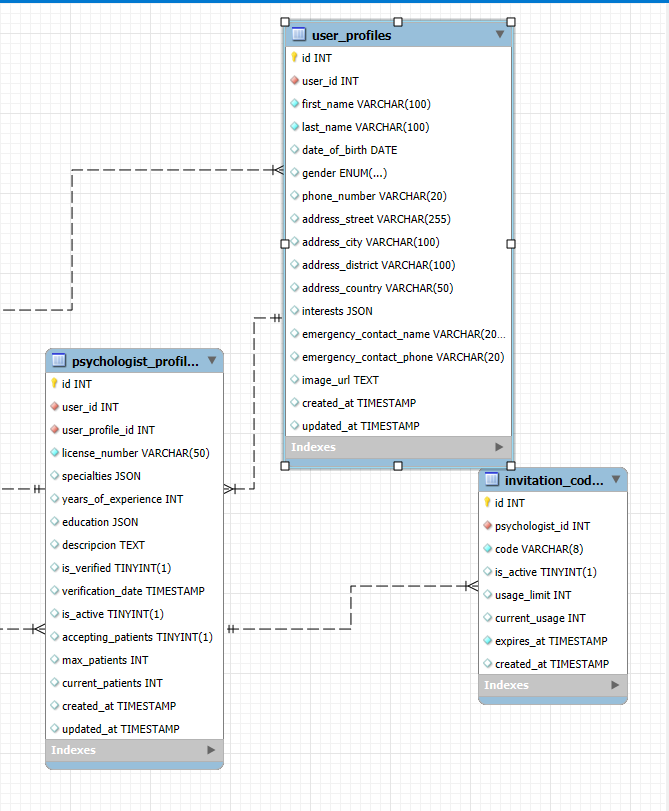 user_profiles
id INT
user_id INT
first_name VARCHAR(100)
last_name VARCHAR(100)
date_of_birth DATE
gender ENUM(...)
phone_number VARCHAR(20)
address_street VARCHAR(255)
address_city VARCHAR(100)
address_district VARCHAR(100)
address_country VARCHAR(50)
interests JSON
emergency_contact_name VARCHAR(20...
emergency_contact_phone VARCHAR(20)
image_url TEXT
created_at TIMESTAMP
updated_at TIMESTAMP
Indexes
psychologist_profil...
id INT
user_id INT
user_profile_id INT
license_number VARCHAR(50)
specialties JSON
years_of_experience INT
education JSON
descripcion TEXT
is_verified TINYINT(1)
verification_date TIMESTAMP
is_active TINYINT(1)
accepting_patients TINYINT(1)
max_patients INT
current_patients INT
created_at TIMESTAMP
updated_at TIMESTAMP
Indexes
invitation_cod...
id INT
psychologist_id INT
code VARCHAR(8)
is_active TINYINT(1)
usage_limit INT
current_usage INT
expires_at TIMESTAMP
created_at TIMESTAMP
Indexes